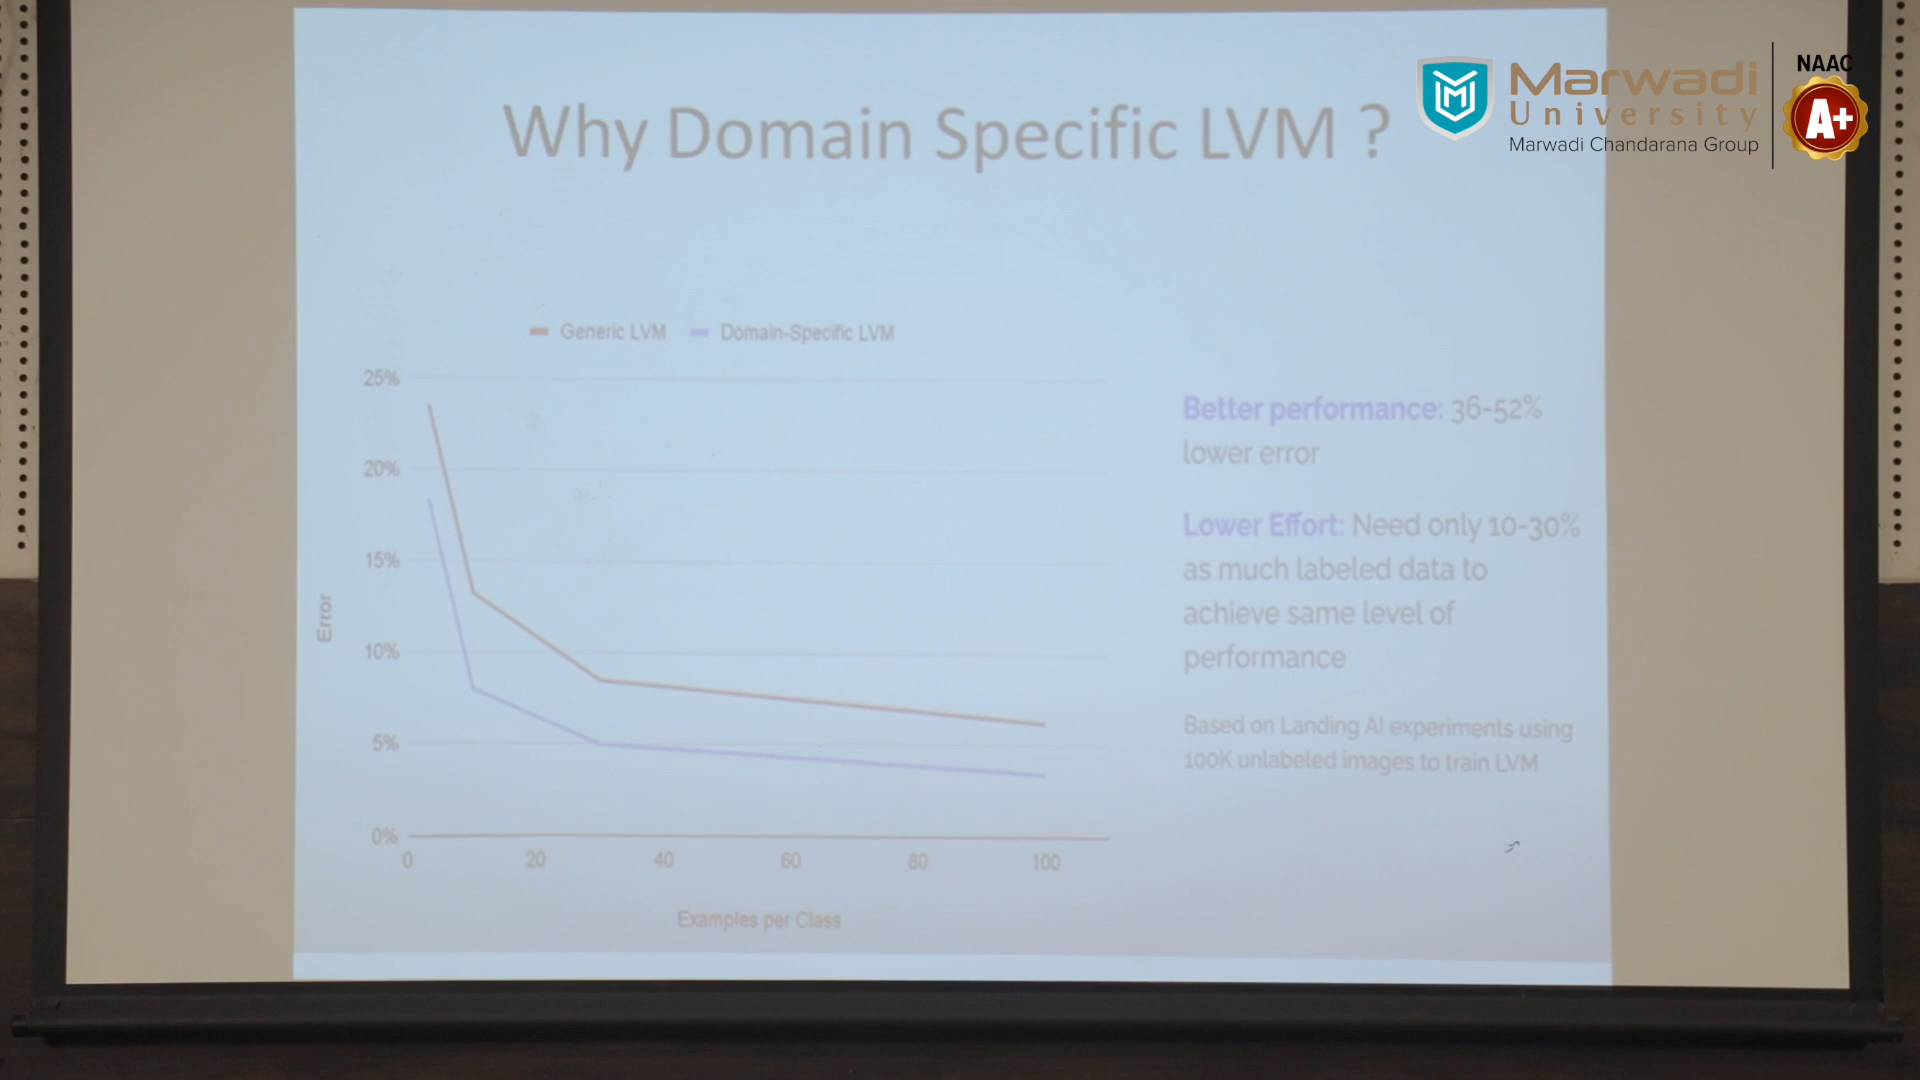 Why Domain Specific LVM ?
Marwadi
University
Marwadi Chandarana Group
NAAC
A+
Generic LVM
Domain-Specific LVM
25%
20%
15%
10%
5%
0%
Error
0 20 40 60 80 100
Examples per Class
Better performance: 36-52%
lower error
Lower Effort: Need only 10-30%
as much labeled data to
achieve same level of
performance
Based on Landing AI experiments using
100K unlabeled images to train LVM